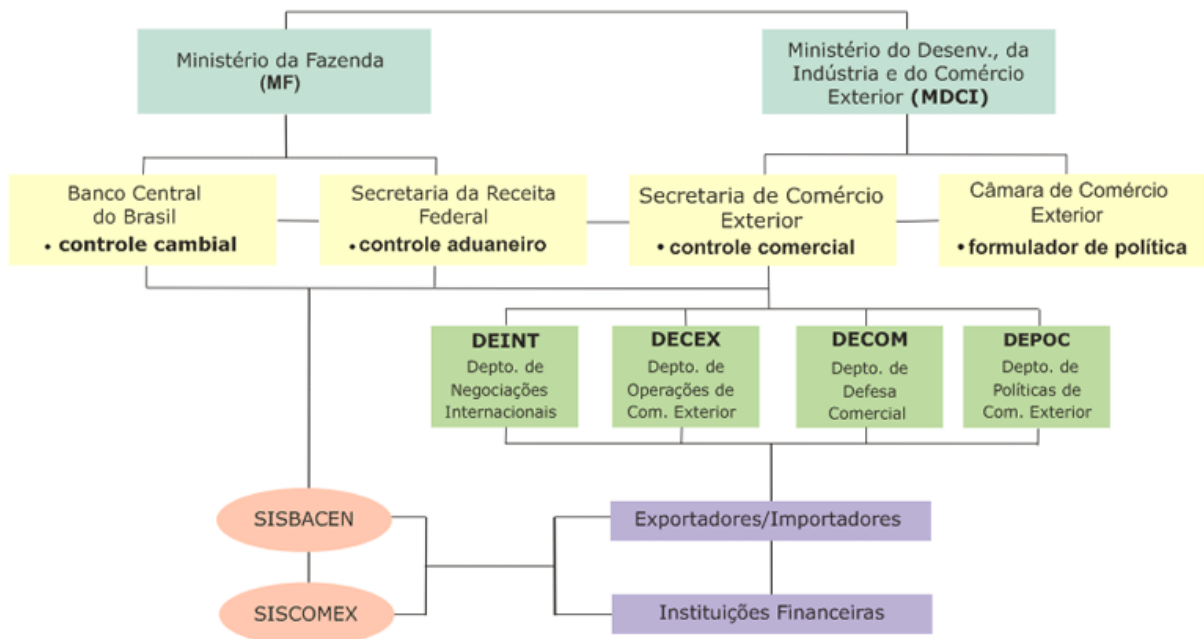 Ministério da Fazenda
(MF)
Ministério do Desenv., da
Indústria e do Comércio
Exterior (MDCI)
Banco Central
do Brasil
• controle cambial
Secretaria da Receita
Federal
• controle aduaneiro
Secretaria de Comércio
Exterior
• controle comercial
Câmara de Comércio
Exterior
• formulador de política
DEINT
Depto. de
Negociações
Internacionais
DECEX
Depto. de
Operações de
Com. Exterior
DECOM
Depto. de
Defesa
Comercial
DEPOC
Depto. de
Políticas de
Com. Exterior
SISBACEN
Exportadores/Importadores
SISCOMEX
Instituições Financeiras